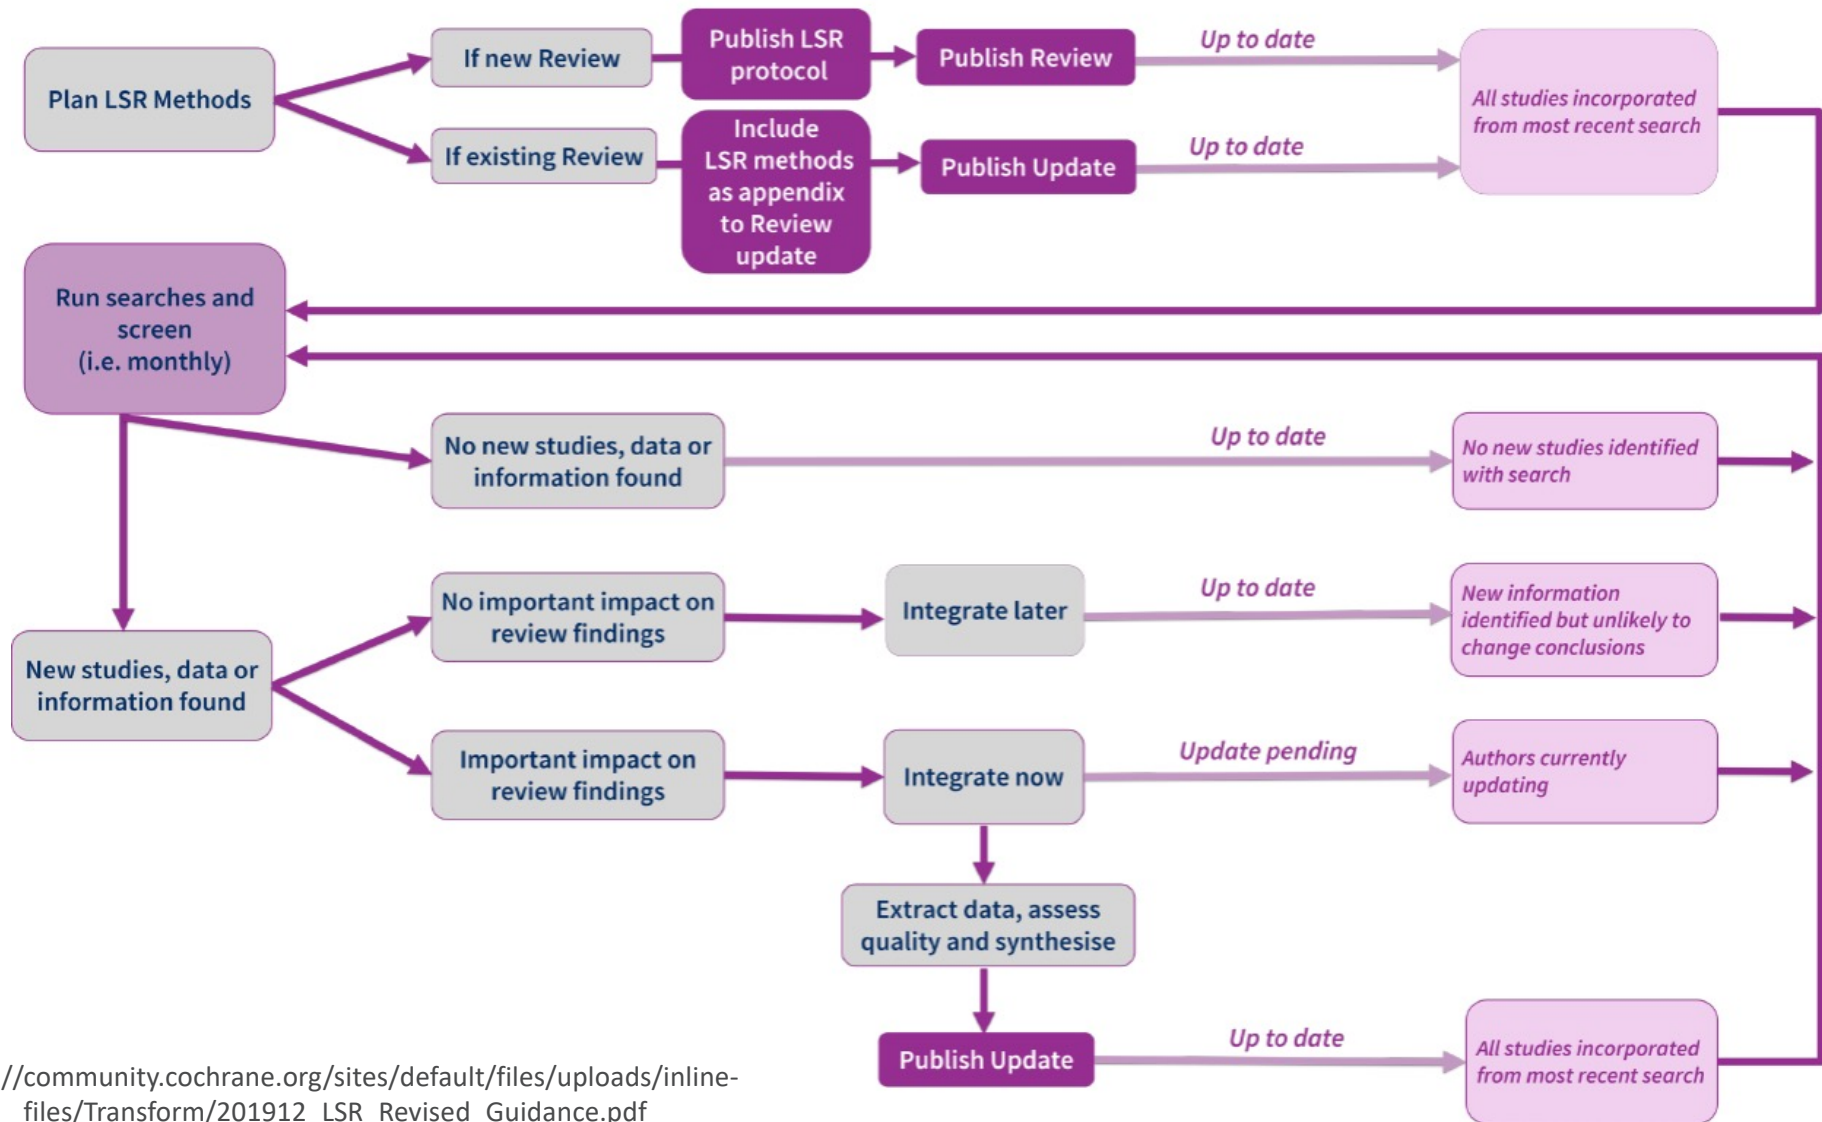 Plan LSR Methods
If new Review
Publish LSR
protocol
Publish Review
Up to date
All studies incorporated
from most recent search
If existing Review
Include
LSR methods
as appendix
to Review
update
Publish Update
Up to date
Run searches and
screen
(i.e. monthly)
No new studies, data or
information found
Up to date
No new studies identified
with search
New studies, data or
information found
No important impact on
review findings
Integrate later
Up to date
New information
identified but unlikely to
change conclusions
Important impact on
review findings
Integrate now
Update pending
Authors currently
updating
Extract data, assess
quality and synthesise
Publish Update
Up to date
All studies incorporated
from most recent search
//community.cochrane.org/sites/default/files/uploads/inline-
files/Transform/201912_LSR_Revised_Guidance.pdf